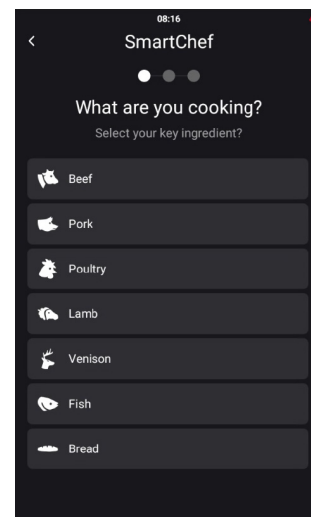 08:16
SmartChef
What are you cooking?
Select your key ingredient?
Beef
Pork
Poultry
Lamb
Venison
Fish
Bread